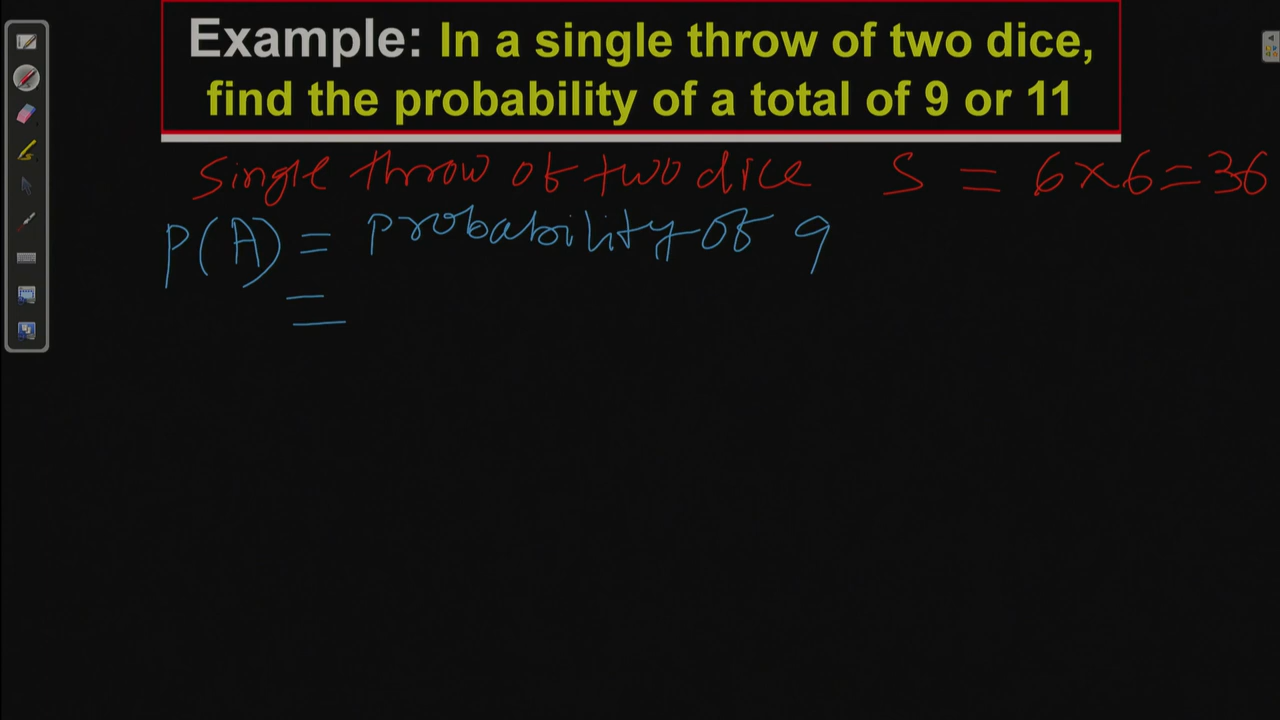 Example: In a single throw of two dice,
find the probability of a total of 9 or 11
Single throw of two dice S = 6×6=36
P(A) = probability of 9
=